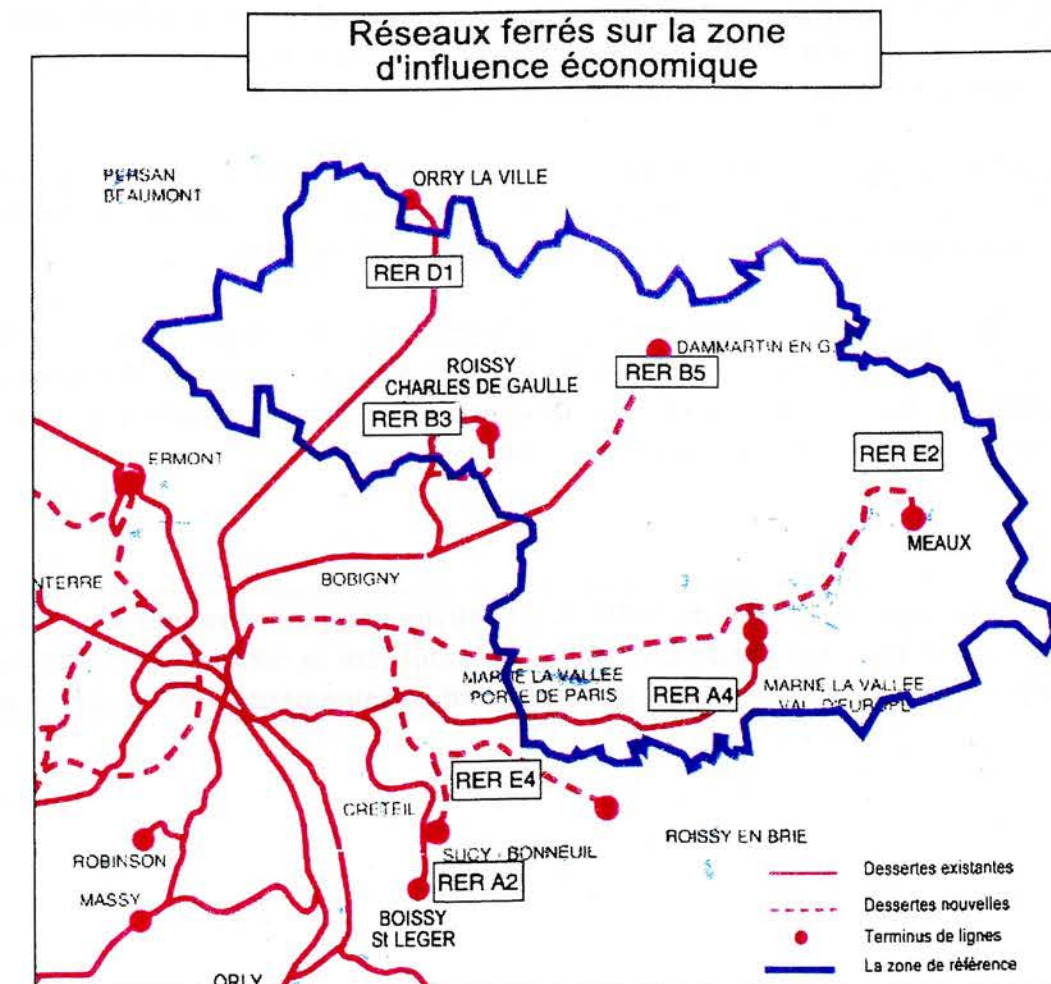 Réseaux ferrés sur la zone
d'influence économique
PERSAN
BEAUMONT
ORRY LA VILLE
RER D1
DAMMARTIN EN G.
ROISSY
CHARLES DE GAULLE
RER B5
RER B3
RER E2
ERMONT
MEAUX
BOBIGNY
NTERRE
MARNE LA VALLEE
PORTE DE PARIS
RER A4
MARNE LA VALLEE
VAL D'EUROPE
RER E4
CRETEIL
ROISSY EN BRIE
SUCY - BONNEUIL
ROBINSON
RER A2
MASSY
BOISSY
St LEGER
ORLY
Dessertes existantes
Dessertes nouvelles
Terminus de lignes
La zone de référence